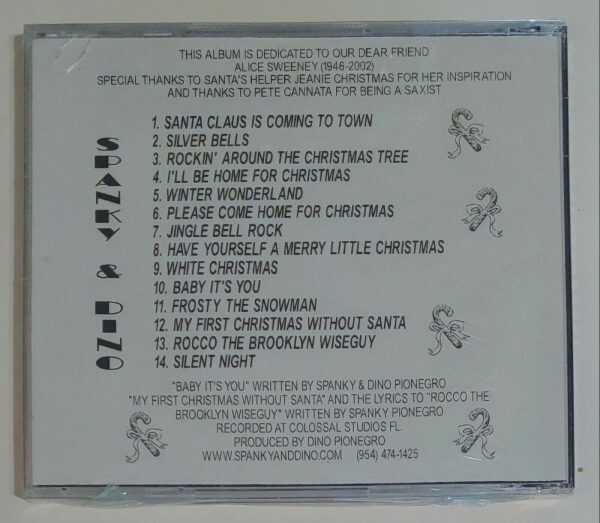 THIS ALBUM IS DEDICATED TO OUR DEAR FRIEND
ALICE SWEENEY (1946-2002)
SPECIAL THANKS TO SANTA'S HELPER JEANIE CHRISTMAS FOR HER INSPIRATION
AND THANKS TO PETE CANNATA FOR BEING A SAXIST
SPANKY & DINO
1. SANTA CLAUS IS COMING TO TOWN
2. SILVER BELLS
3. ROCKIN' AROUND THE CHRISTMAS TREE
4. I'LL BE HOME FOR CHRISTMAS
5. WINTER WONDERLAND
6. PLEASE COME HOME FOR CHRISTMAS
7. JINGLE BELL ROCK
8. HAVE YOURSELF A MERRY LITTLE CHRISTMAS
9. WHITE CHRISTMAS
10. BABY IT'S YOU
11. FROSTY THE SNOWMAN
12. MY FIRST CHRISTMAS WITHOUT SANTA
13. ROCCO THE BROOKLYN WISEGUY
14. SILENT NIGHT
"BABY IT'S YOU" WRITTEN BY SPANKY & DINO PIONEGRO
"MY FIRST CHRISTMAS WITHOUT SANTA" AND THE LYRICS TO "ROCCO THE
BROOKLYN WISEGUY" WRITTEN BY SPANKY PIONEGRO
RECORDED AT COLOSSAL STUDIOS FL.
PRODUCED BY DINO PIONEGRO
WWW.SPANKYANDDINO.COM (954) 474-1425